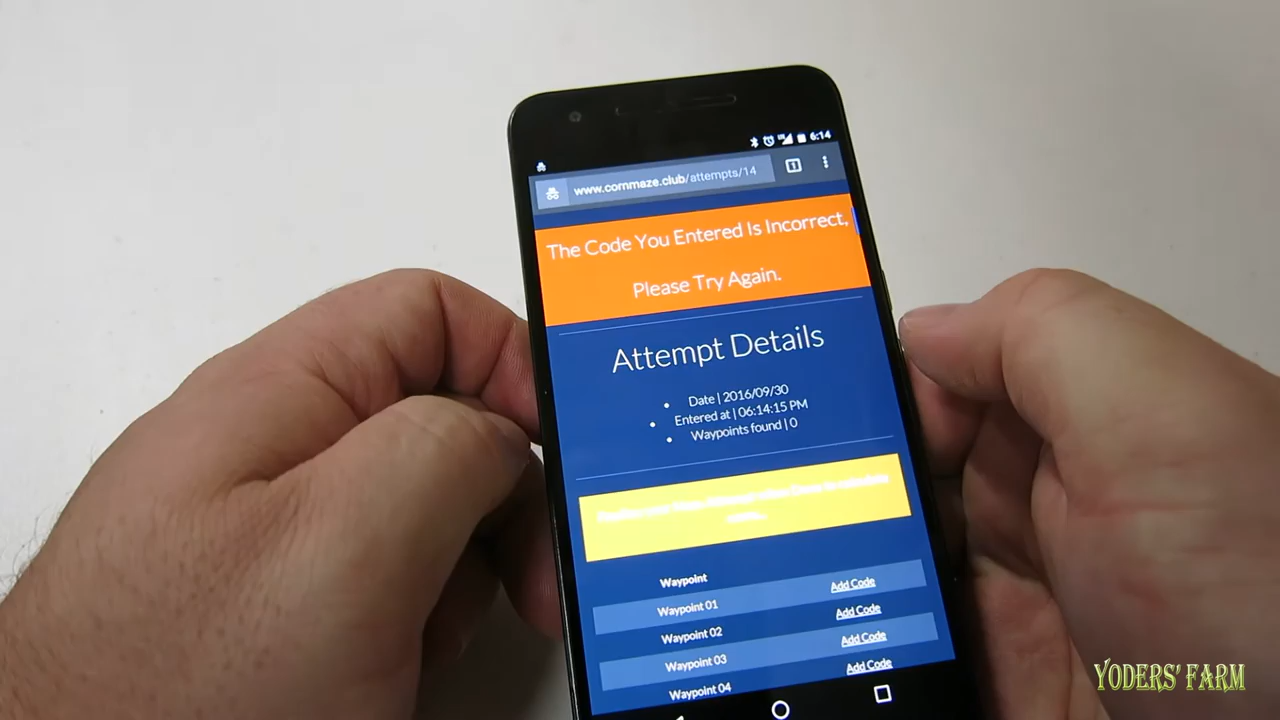 6:14
www.cornmaze.club/attempts/14
1
The Code You Entered Is Incorrect,
Please Try Again.
Attempt Details
Date | 2016/09/30
Entered at | 06:14:15 PM
Waypoints found | 0
Waypoint
Waypoint 01 Add Code
Waypoint 02 Add Code
Waypoint 03 Add Code
Waypoint 04 Add Code
YODERS' FARM